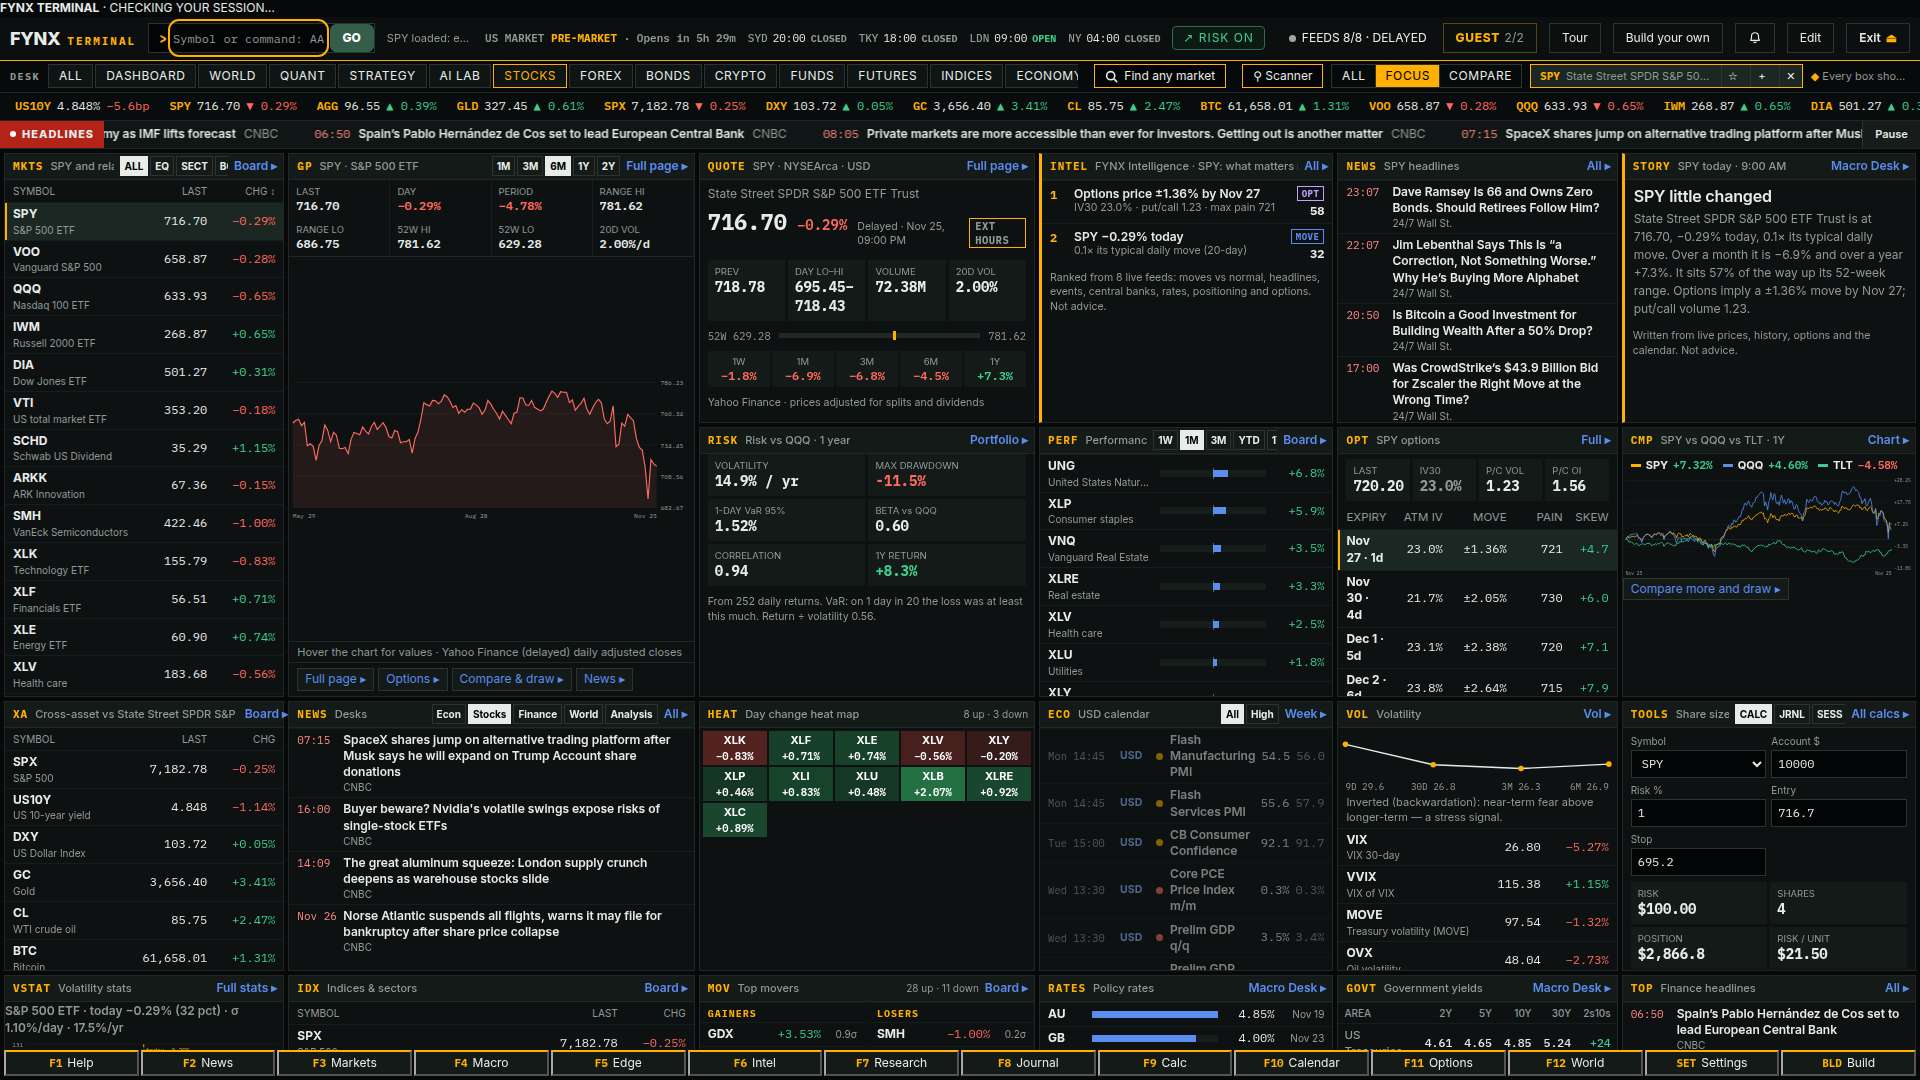 FYNX TERMINAL · CHECKING YOUR SESSION...
FYNX TERMINAL > Symbol or command: AA GO SPY loaded: e... US MARKET PRE-MARKET · Opens in 5h 29m SYD 20:00 CLOSED TKY 18:00 CLOSED LDN 09:00 OPEN NY 04:00 CLOSED ↗ RISK ON ● FEEDS 8/8 · DELAYED GUEST 2/2 Tour Build your own Edit Exit ⏏
DESK ALL DASHBOARD WORLD QUANT STRATEGY AI LAB STOCKS FOREX BONDS CRYPTO FUNDS FUTURES INDICES ECONOMY Find any market Scanner ALL FOCUS COMPARE SPY State Street SPDR S&P 50... ☆ + × ◆ Every box sho...
US10Y 4.848% −5.6bp SPY 716.70 ▼ 0.29% AGG 96.55 ▲ 0.39% GLD 327.45 ▲ 0.61% SPX 7,182.78 ▼ 0.25% DXY 103.72 ▲ 0.05% GC 3,656.40 ▲ 3.41% CL 85.75 ▲ 2.47% BTC 61,658.01 ▲ 1.31% VOO 658.87 ▼ 0.28% QQQ 633.93 ▼ 0.65% IWM 268.87 ▲ 0.65% DIA 501.27 ▲ 0.3
● HEADLINES my as IMF lifts forecast CNBC 06:50 Spain’s Pablo Hernández de Cos set to lead European Central Bank CNBC 08:05 Private markets are more accessible than ever for investors. Getting out is another matter CNBC 07:15 SpaceX shares jump on alternative trading platform after Mus Pause
MKTS SPY and rela ALL EQ SECT Board ▸
SYMBOL LAST CHG ↕
SPY 716.70 −0.29%
S&P 500 ETF
VOO 658.87 −0.28%
Vanguard S&P 500
QQQ 633.93 −0.65%
Nasdaq 100 ETF
IWM 268.87 +0.65%
Russell 2000 ETF
DIA 501.27 +0.31%
Dow Jones ETF
VTI 353.20 −0.18%
US total market ETF
SCHD 35.29 +1.15%
Schwab US Dividend
ARKK 67.36 −0.15%
ARK Innovation
SMH 422.46 −1.00%
VanEck Semiconductors
XLK 155.79 −0.83%
Technology ETF
XLF 56.51 +0.71%
Financials ETF
XLE 60.90 +0.74%
Energy ETF
XLV 183.68 −0.56%
Health care
GP SPY · S&P 500 ETF 1M 3M 6M 1Y 2Y Full page ▸
LAST DAY PERIOD RANGE HI
716.70 −0.29% −4.78% 781.62
RANGE LO 52W HI 52W LO 20D VOL
686.75 781.62 629.28 2.00%/d
786.23
760.34
734.45
708.56
682.67
May 29 Aug 28 Nov 25
Hover the chart for values · Yahoo Finance (delayed) daily adjusted closes
Full page ▸ Options ▸ Compare & draw ▸ News ▸
QUOTE SPY · NYSEArca · USD Full page ▸
State Street SPDR S&P 500 ETF Trust
716.70 −0.29% Delayed · Nov 25, 09:00 PM EXT HOURS
PREV DAY LO–HI VOLUME 20D VOL
718.78 695.45–718.43 72.38M 2.00%
52W 629.28 781.62
1W 1M 3M 6M 1Y
−1.8% −6.9% −6.8% −4.5% +7.3%
Yahoo Finance · prices adjusted for splits and dividends
INTEL FYNX Intelligence · SPY: what matters All ▸
1 Options price ±1.36% by Nov 27 OPT
IV30 23.0% · put/call 1.23 · max pain 721 58
2 SPY −0.29% today MOVE
0.1× its typical daily move (20-day) 32
Ranked from 8 live feeds: moves vs normal, headlines,
events, central banks, rates, positioning and options.
Not advice.
NEWS SPY headlines All ▸
23:07 Dave Ramsey Is 66 and Owns Zero
Bonds. Should Retirees Follow Him?
24/7 Wall St.
22:07 Jim Lebenthal Says This Is “a
Correction, Not Something Worse.”
Why He’s Buying More Alphabet
24/7 Wall St.
20:50 Is Bitcoin a Good Investment for
Building Wealth After a 50% Drop?
24/7 Wall St.
17:00 Was CrowdStrike’s $43.9 Billion Bid
for Zscaler the Right Move at the
Wrong Time?
24/7 Wall St.
STORY SPY today · 9:00 AM Macro Desk ▸
SPY little changed
State Street SPDR S&P 500 ETF Trust is at
716.70, −0.29% today, 0.1× its typical daily
move. Over a month it is −6.9% and over a year
+7.3%. It sits 57% of the way up its 52-week
range. Options imply a ±1.36% move by Nov 27;
put/call volume 1.23.
Written from live prices, history, options and the
calendar. Not advice.
RISK Risk vs QQQ · 1 year Portfolio ▸
VOLATILITY MAX DRAWDOWN
14.9% / yr -11.5%
1-DAY VaR 95% BETA vs QQQ
1.52% 0.60
CORRELATION 1Y RETURN
0.94 +8.3%
From 252 daily returns. VaR: on 1 day in 20 the loss was at least
this much. Return ÷ volatility 0.56.
PERF Performanc 1W 1M 3M YTD Board ▸
UNG +6.8%
United States Natur...
XLP +5.9%
Consumer staples
VNQ +3.5%
Vanguard Real Estate
XLRE +3.3%
Real estate
XLV +2.5%
Health care
XLU +1.8%
Utilities
XLY
OPT SPY options Full ▸
LAST IV30 P/C VOL P/C OI
720.20 23.0% 1.23 1.56
EXPIRY ATM IV MOVE PAIN SKEW
Nov 27 · 1d 23.0% ±1.36% 721 +4.7
Nov 30 · 4d 21.7% ±2.05% 730 +6.0
Dec 1 · 5d 23.1% ±2.38% 720 +7.1
Dec 2 · 6d 23.8% ±2.64% 715 +7.9
CMP SPY vs QQQ vs TLT · 1Y Chart ▸
SPY +7.32% QQQ +4.60% TLT −4.58%
Nov 25 Nov 25
Compare more and draw ▸
XA Cross-asset vs State Street SPDR S&P Board ▸
SYMBOL LAST CHG
SPX 7,182.78 −0.25%
S&P 500
US10Y 4.848 −1.14%
US 10-year yield
DXY 103.72 +0.05%
US Dollar Index
GC 3,656.40 +3.41%
Gold
CL 85.75 +2.47%
WTI crude oil
BTC 61,658.01 +1.31%
Bitcoin
NEWS Desks Econ Stocks Finance World Analysis All ▸
07:15 SpaceX shares jump on alternative trading platform after
Musk says he will expand on Trump Account share
donations
CNBC
16:00 Buyer beware? Nvidia's volatile swings expose risks of
single-stock ETFs
CNBC
14:09 The great aluminum squeeze: London supply crunch
deepens as warehouse stocks slide
CNBC
Nov 26 Norse Atlantic suspends all flights, warns it may file for
bankruptcy after share price collapse
CNBC
HEAT Day change heat map 8 up · 3 down
XLK XLF XLE XLV XLY
−0.83% +0.71% +0.74% −0.56% −0.20%
XLP XLI XLU XLB XLRE
+0.46% +0.83% +0.48% +2.07% +0.92%
XLC
+0.89%
ECO USD calendar All High Week ▸
Mon 14:45 USD Flash Manufacturing PMI 54.5 56.0
Mon 14:45 USD Flash Services PMI 55.6 57.9
Tue 15:00 USD CB Consumer Confidence 92.1 91.7
Wed 13:30 USD Core PCE Price Index m/m 0.3% 0.3%
Wed 13:30 USD Prelim GDP q/q 3.5% 3.4%
Prelim GDP
VOL Volatility Vol ▸
9D 29.6 30D 26.8 3M 26.3 6M 26.9
Inverted (backwardation): near-term fear above
longer-term — a stress signal.
VIX 26.80 −5.27%
VIX 30-day
VVIX 115.38 +1.15%
VIX of VIX
MOVE 97.54 −1.32%
Treasury volatility (MOVE)
OVX 48.04 −2.73%
Oil volatility
TOOLS Share size CALC JRNL SESS All calcs ▸
Symbol Account $
SPY 10000
Risk % Entry
1 716.7
Stop
695.2
RISK SHARES
$100.00 4
POSITION RISK / UNIT
$2,866.8 $21.50
VSTAT Volatility stats Full stats ▸
S&P 500 ETF · today −0.29% (32 pct) · σ
1.10%/day · 17.5%/yr
131
IDX Indices & sectors Board ▸
SYMBOL LAST CHG
SPX 7,182.78 −0.25%
MOV Top movers 28 up · 11 down Board ▸
GAINERS LOSERS
GDX +3.53% 0.9σ SMH −1.00% 0.2σ
RATES Policy rates Macro Desk ▸
AU 4.85% Nov 19
GB 4.00% Nov 23
GOVT Government yields Macro Desk ▸
AREA 2Y 5Y 10Y 30Y 2s10s
US 4.61 4.65 4.85 5.24 +24
TOP Finance headlines All ▸
06:50 Spain’s Pablo Hernández de Cos set to
lead European Central Bank
CNBC
F1 Help F2 News F3 Markets F4 Macro F5 Edge F6 Intel F7 Research F8 Journal F9 Calc F10 Calendar F11 Options F12 World SET Settings BLD Build